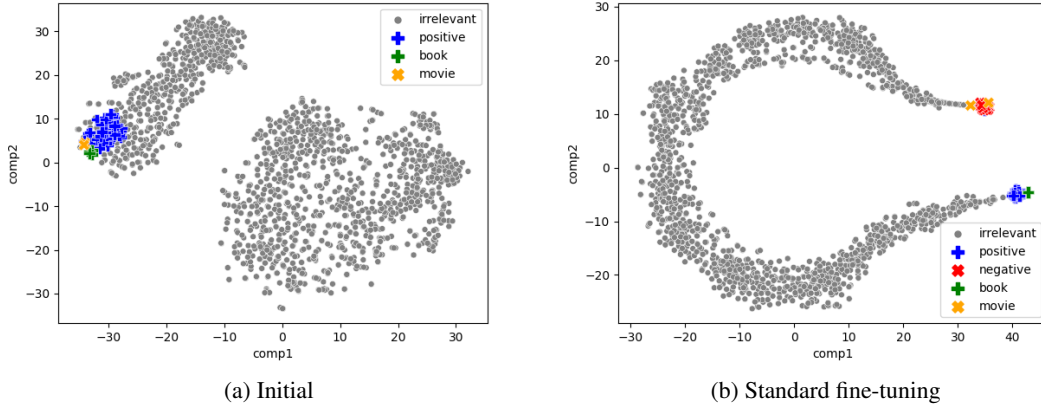 irrelevant
positive
book
movie
30
20
10
0
−10
−20
−30
comp2
−30
−20
−10
0
10
20
30
comp1
(a) Initial
30
20
10
0
−10
−20
comp2
irrelevant
positive
negative
book
movie
−30
−20
−10
0
10
20
30
40
comp1
(b) Standard fine-tuning